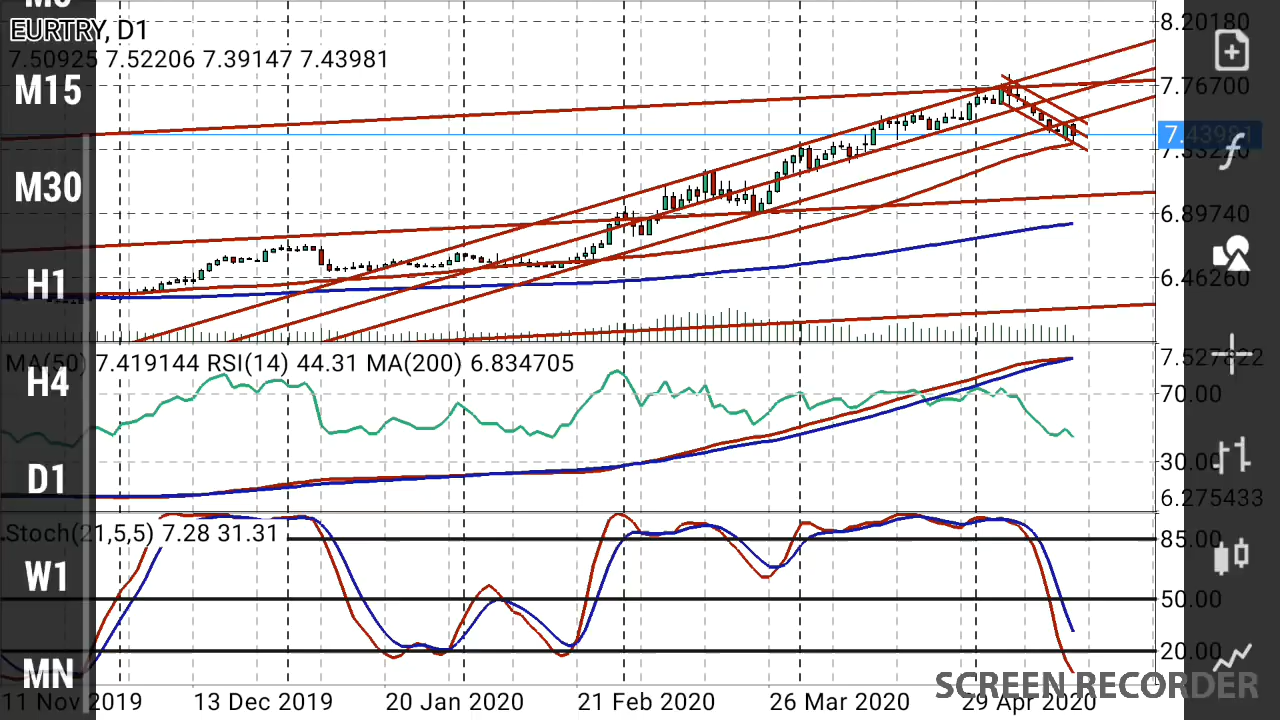 EURTRY, D1
7.50925 7.52206 7.39147 7.43981
M15
M30
H1
H4
D1
W1
MN
8.20180
7.76700
7.43981
6.89740
6.46260
MA(50) 7.419144 RSI(14) 44.31 MA(200) 6.834705
7.527822
70.00
30.00
6.275433
Stoch(21,5,5) 7.28 31.31
85.00
50.00
20.00
11 Nov 2019
13 Dec 2019
20 Jan 2020
21 Feb 2020
26 Mar 2020
29 Apr 2020
SCREEN RECORDER